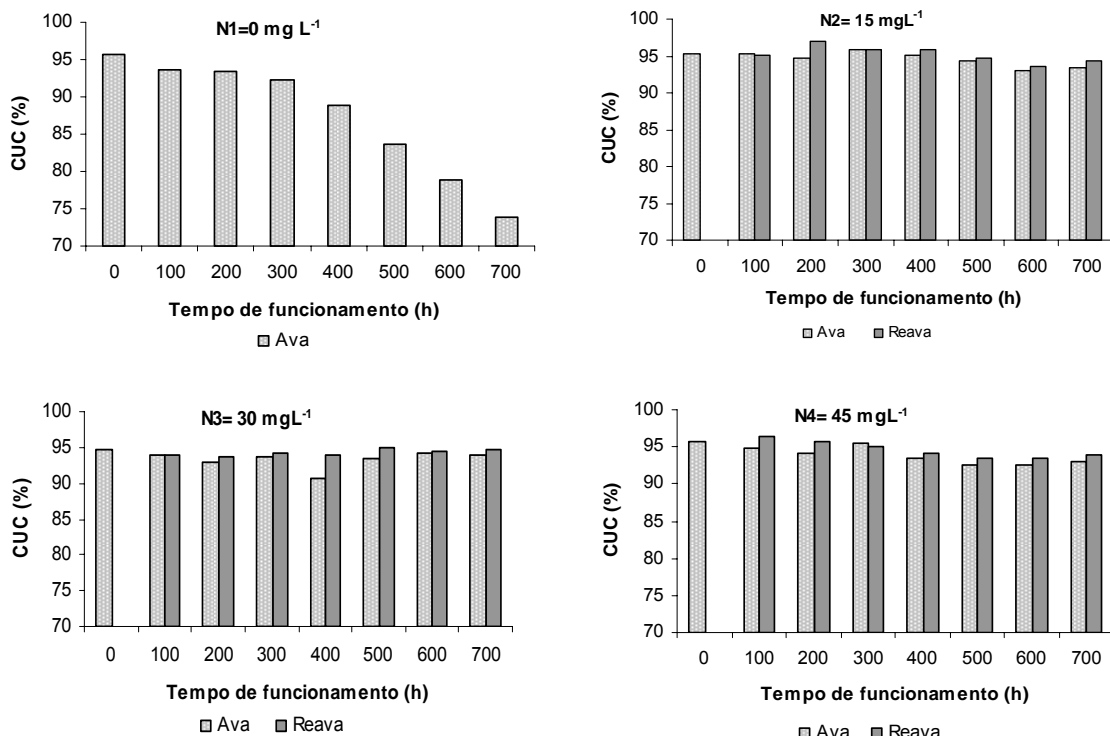 N1=0 mg L-1
CUC (%)
100
95
90
85
80
75
70
0 100 200 300 400 500 600 700
Tempo de funcionamento (h)
Ava
N2= 15 mgL-1
CUC (%)
100
95
90
85
80
75
70
0 100 200 300 400 500 600 700
Tempo de funcionamento (h)
Ava Reava
N3= 30 mgL-1
CUC (%)
100
95
90
85
80
75
70
0 100 200 300 400 500 600 700
Tempo de funcionamento (h)
Ava Reava
N4= 45 mgL-1
CUC (%)
100
95
90
85
80
75
70
0 100 200 300 400 500 600 700
Tempo de funcionamento (h)
Ava Reava